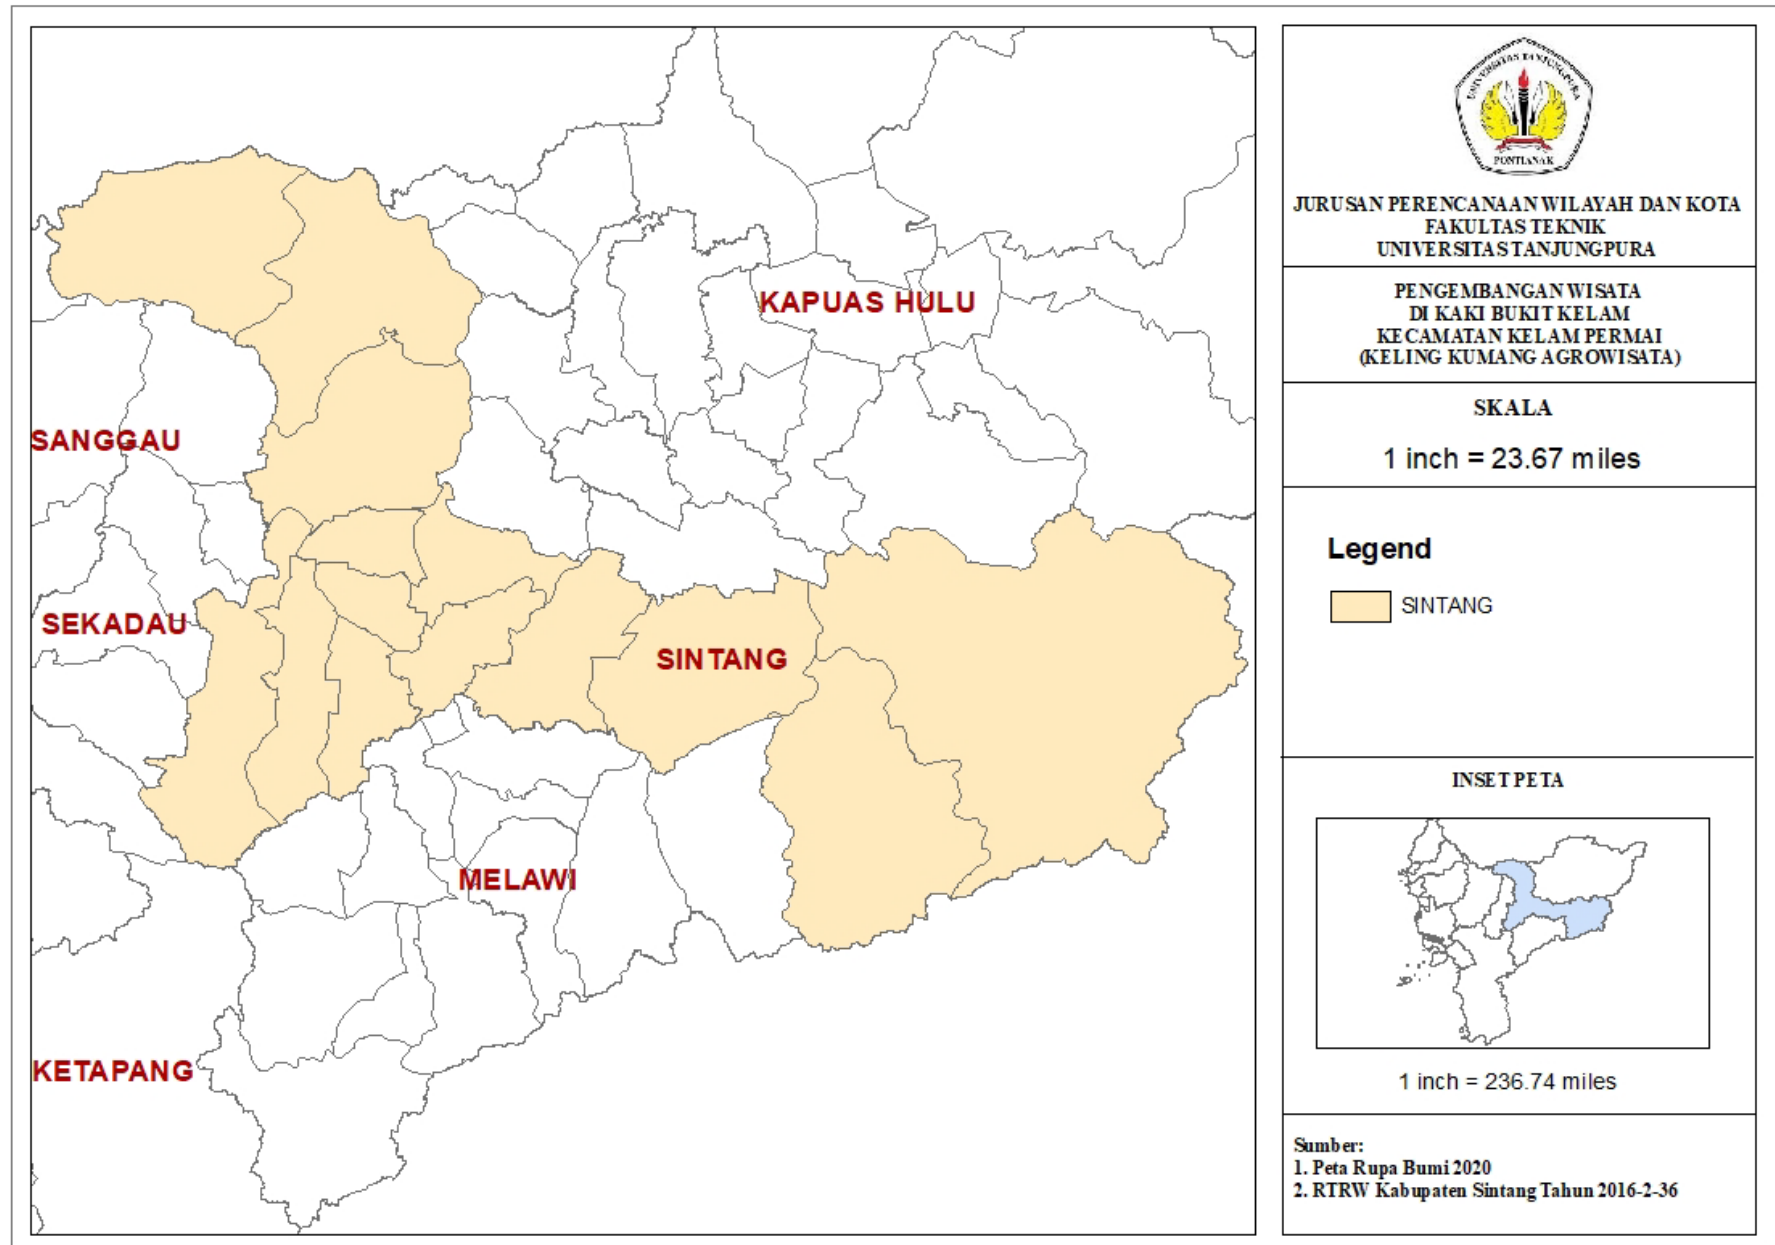 KAPUAS HULU
SANGGAU
SEKADAU
SINTANG
MELAWI
KETAPANG
UNIVERSITAS TANJUNGPURA
PONTIANAK
JURUSAN PERENCANAAN WILAYAH DAN KOTA
FAKULTAS TEKNIK
UNIVERSITAS TANJUNGPURA
PENGEMBANGAN WISATA
DI KAKI BUKIT KELAM
KECAMATAN KELAM PERMAI
(KELING KUMANG AGROWISATA)
SKALA
1 inch = 23.67 miles
Legend
SINTANG
INSET PETA
1 inch = 236.74 miles
Sumber:
1. Peta Rupa Bumi 2020
2. RTRW Kabupaten Sintang Tahun 2016-2-36